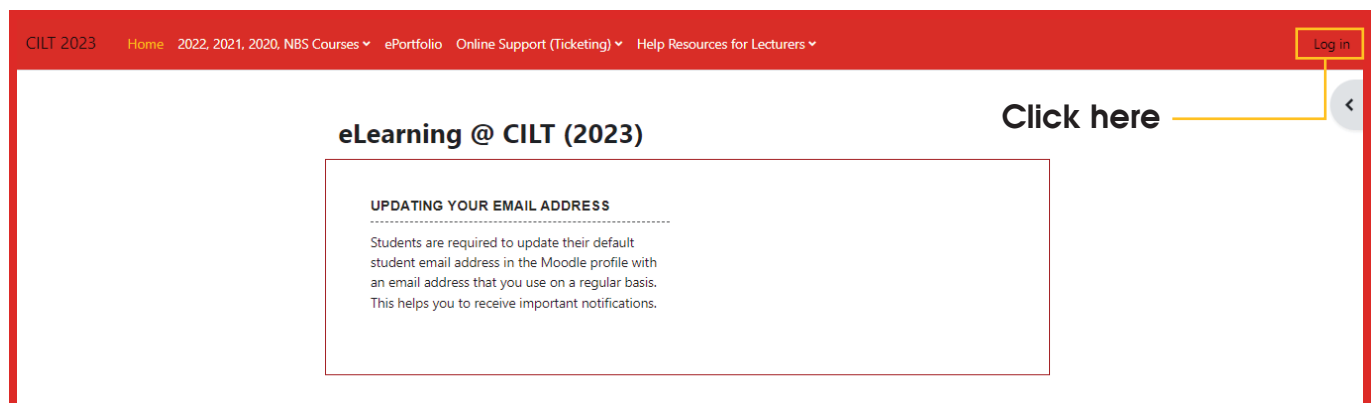 CILT 2023 Home 2022, 2021, 2020, NBS Courses ePortfolio Online Support (Ticketing) Help Resources for Lecturers Log in
Click here
eLearning @ CILT (2023)
UPDATING YOUR EMAIL ADDRESS
Students are required to update their default
student email address in the Moodle profile with
an email address that you use on a regular basis.
This helps you to receive important notifications.